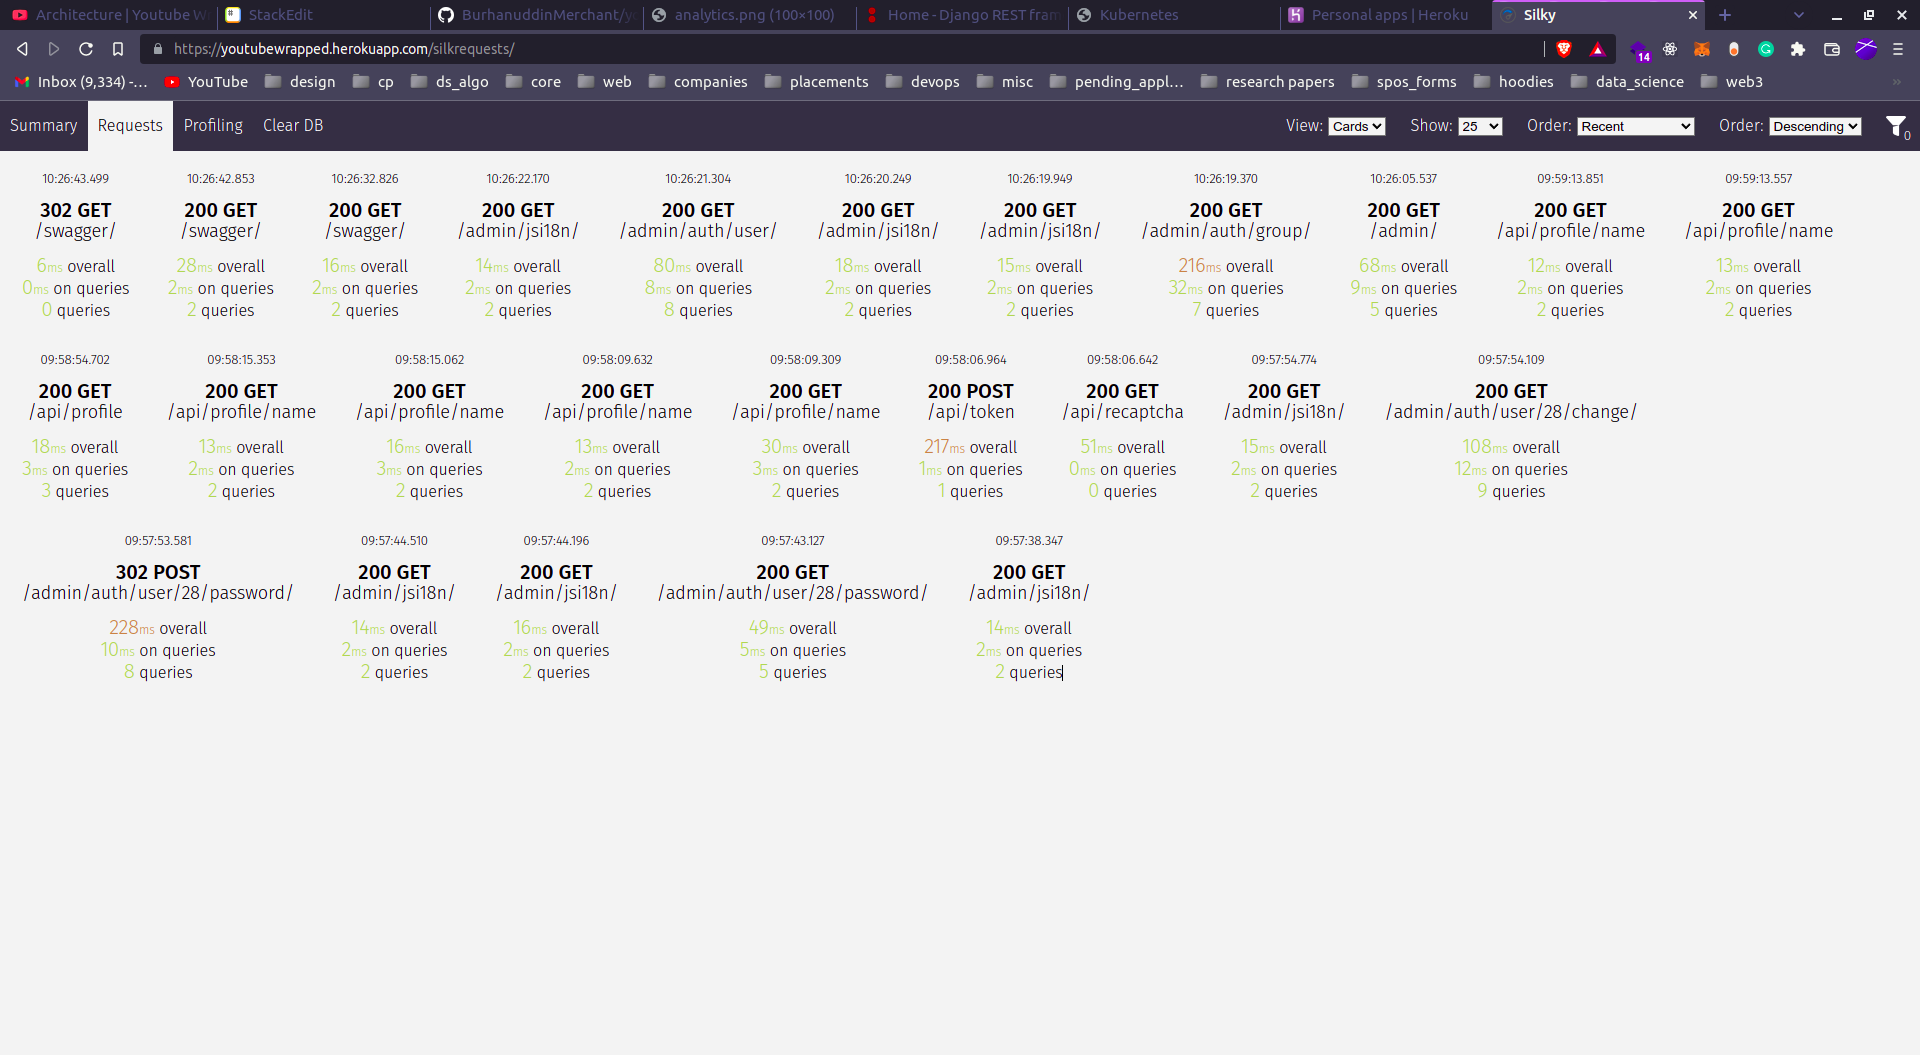 Architecture | Youtube W
StackEdit
BurhanuddinMerchant/y
analytics.png (100×100)
Home - Django REST fram
Kubernetes
Personal apps | Heroku
Silky
https://youtubewrapped.herokuapp.com/silkrequests/
14
Inbox (9,334) -...
YouTube
design
cp
ds_algo
core
web
companies
placements
devops
misc
pending_appl...
research papers
spos_forms
hoodies
data_science
web3
Summary
Requests
Profiling
Clear DB
View: Cards
Show: 25
Order: Recent
Order: Descending
0
10:26:43.499
302 GET
/swagger/
6ms overall
0ms on queries
0 queries
10:26:42.853
200 GET
/swagger/
28ms overall
2ms on queries
2 queries
10:26:32.826
200 GET
/swagger/
16ms overall
2ms on queries
2 queries
10:26:22.170
200 GET
/admin/jsi18n/
14ms overall
2ms on queries
2 queries
10:26:21.304
200 GET
/admin/auth/user/
80ms overall
8ms on queries
8 queries
10:26:20.249
200 GET
/admin/jsi18n/
18ms overall
2ms on queries
2 queries
10:26:19.949
200 GET
/admin/jsi18n/
15ms overall
2ms on queries
2 queries
10:26:19.370
200 GET
/admin/auth/group/
216ms overall
32ms on queries
7 queries
10:26:05.537
200 GET
/admin/
68ms overall
9ms on queries
5 queries
09:59:13.851
200 GET
/api/profile/name
12ms overall
2ms on queries
2 queries
09:59:13.557
200 GET
/api/profile/name
13ms overall
2ms on queries
2 queries
09:58:54.702
200 GET
/api/profile
18ms overall
3ms on queries
3 queries
09:58:15.353
200 GET
/api/profile/name
13ms overall
2ms on queries
2 queries
09:58:15.062
200 GET
/api/profile/name
16ms overall
3ms on queries
2 queries
09:58:09.632
200 GET
/api/profile/name
13ms overall
2ms on queries
2 queries
09:58:09.309
200 GET
/api/profile/name
30ms overall
3ms on queries
2 queries
09:58:06.964
200 POST
/api/token
217ms overall
1ms on queries
1 queries
09:58:06.642
200 GET
/api/recaptcha
51ms overall
0ms on queries
0 queries
09:57:54.774
200 GET
/admin/jsi18n/
15ms overall
2ms on queries
2 queries
09:57:54.109
200 GET
/admin/auth/user/28/change/
108ms overall
12ms on queries
9 queries
09:57:53.581
302 POST
/admin/auth/user/28/password/
228ms overall
10ms on queries
8 queries
09:57:44.510
200 GET
/admin/jsi18n/
14ms overall
2ms on queries
2 queries
09:57:44.196
200 GET
/admin/jsi18n/
16ms overall
2ms on queries
2 queries
09:57:43.127
200 GET
/admin/auth/user/28/password/
49ms overall
5ms on queries
5 queries
09:57:38.347
200 GET
/admin/jsi18n/
14ms overall
2ms on queries
2 queries